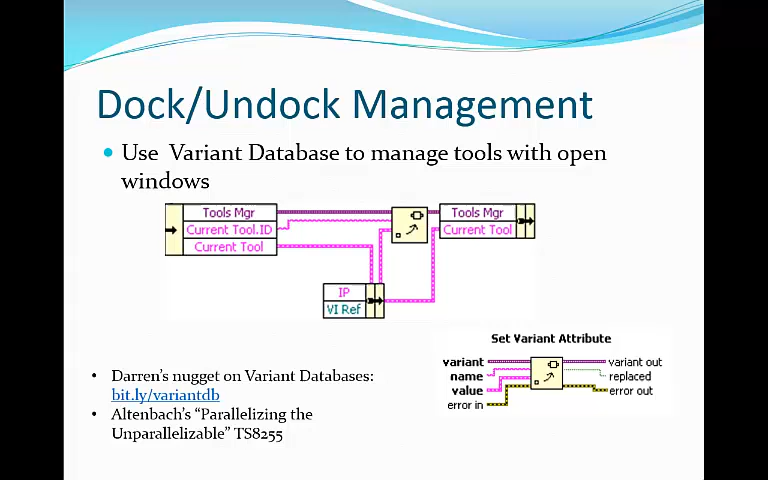 Dock/Undock Management
Use Variant Database to manage tools with open
windows
Tools Mgr
Current Tool.ID
Current Tool
Tools Mgr
Current Tool
IP
VI Ref
Set Variant Attribute
variant
name
value
error in
variant out
replaced
error out
Darren's nugget on Variant Databases:
bit.ly/variantdb
Altenbach's “Parallelizing the
Unparallelizable” TS8255